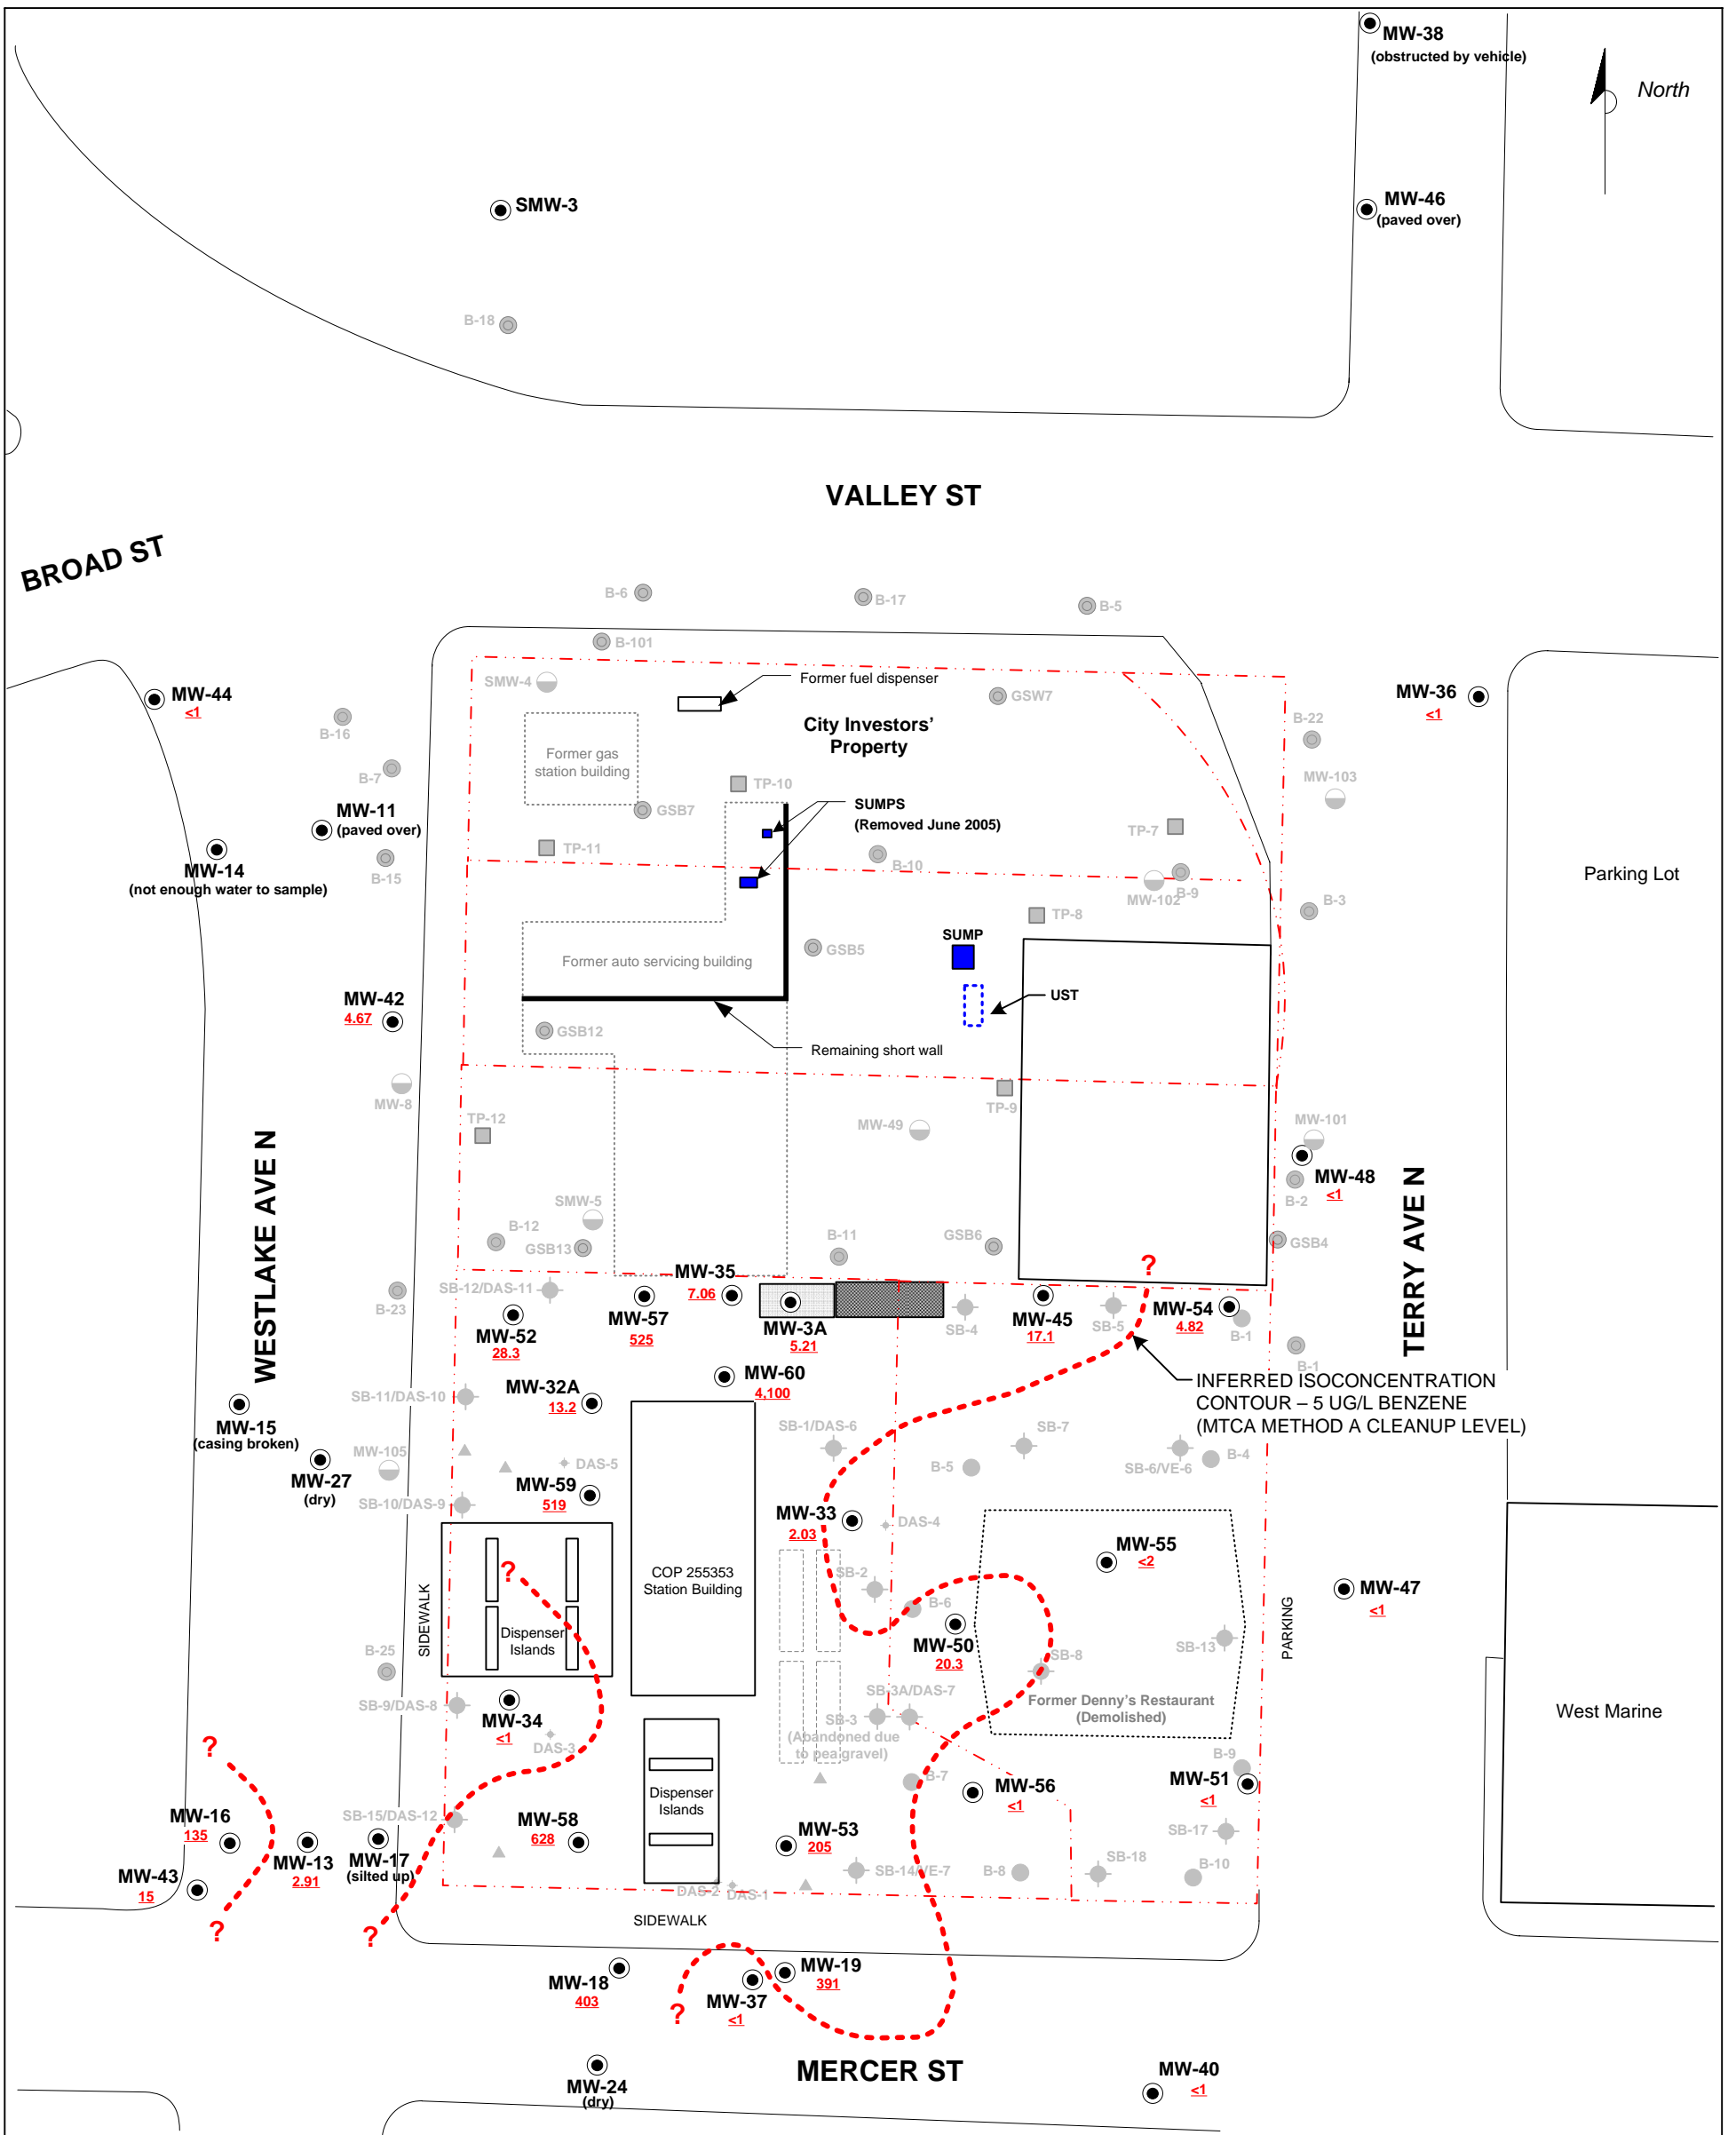 MW-38
(obstructed by vehicle)
North
SMW-3
MW-46
(paved over)
B-18
VALLEY ST
BROAD ST
B-6
B-17
B-5
B-101
SMW-4
Former fuel dispenser
GSW7
MW-44
<1
MW-36
<1
City Investors'
Property
B-16
B-22
Former gas
station building
B-7
TP-10
MW-103
MW-11
(paved over)
GSB7
SUMPS
(Removed June 2005)
TP-7
MW-14
(not enough water to sample)
TP-11
B-15
B-10
MW-102
B-9
Parking Lot
TP-8
B-3
SUMP
Former auto servicing building
GSB5
UST
MW-42
4.67
GSB12
Remaining short wall
MW-8
TP-9
TP-12
MW-49
MW-101
MW-48
<1
B-2
WESTLAKE AVE N
TERRY AVE N
SMW-5
B-12
GSB13
B-11
GSB6
GSB4
?
SB-12/DAS-11
MW-35
7.06
B-23
MW-52
28.3
MW-57
525
MW-3A
5.21
SB-4
MW-45
17.1
SB-5
MW-54
4.82
B-1
B-1
MW-60
4,100
INFERRED ISOCONCENTRATION
CONTOUR – 5 UG/L BENZENE
(MTCA METHOD A CLEANUP LEVEL)
SB-11/DAS-10
MW-32A
13.2
MW-15
(casing broken)
SB-1/DAS-6
SB-7
MW-105
MW-27
(dry)
DAS-5
B-5
SB-6/VE-6
B-4
SB-10/DAS-9
MW-59
519
MW-33
2.03
DAS-4
MW-55
<2
?
COP 255353
Station Building
SB-2
B-6
MW-47
<1
SIDEWALK
PARKING
Dispenser
Islands
MW-50
20.3
SB-13
B-25
SB-8
SB-9/DAS-8
MW-34
<1
DAS-3
SB-3A/DAS-7
SB-3
(Abandoned due
to pea gravel)
Former Denny's Restaurant
(Demolished)
West Marine
?
B-9
B-7
MW-51
<1
MW-56
<1
Dispenser
Islands
MW-16
135
SB-15/DAS-12
MW-58
628
MW-53
205
SB-17
MW-13
2.91
MW-17
(silted up)
MW-43
15
SB-14/VE-7
B-8
SB-18
B-10
DAS-2
DAS-1
?
?
SIDEWALK
MW-18
403
?
MW-37
<1
MW-19
391
MERCER ST
MW-24
(dry)
MW-40
<1